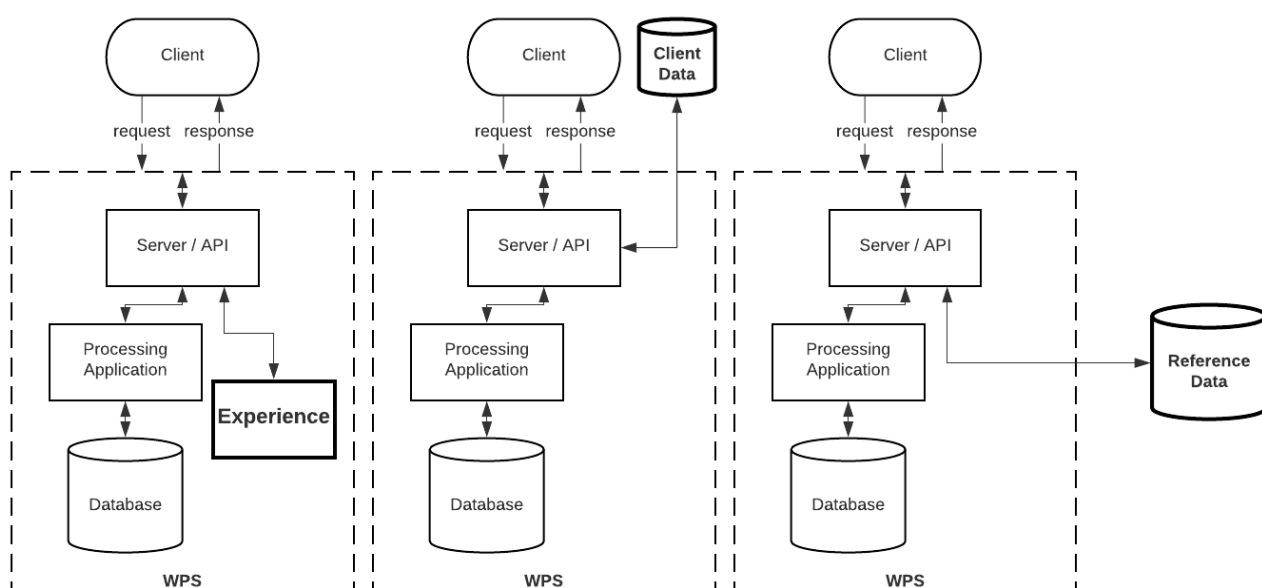 Client
request
response
Server / API
Processing
Application
Experience
Database
WPS
Client
Client
Data
request
response
Server / API
Processing
Application
Database
WPS
Client
request
response
Server / API
Processing
Application
Reference
Data
Database
WPS